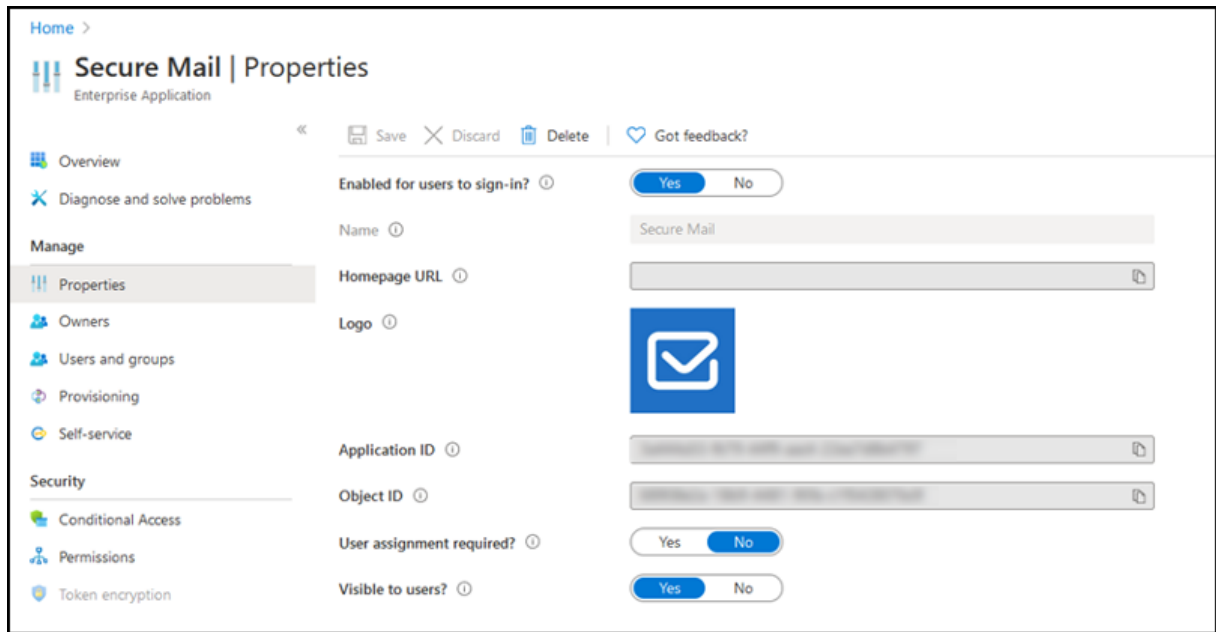 Home >
Secure Mail | Properties
Enterprise Application
«
Save Discard Delete Got feedback?
Overview
Diagnose and solve problems
Manage
Properties
Owners
Users and groups
Provisioning
Self-service
Security
Conditional Access
Permissions
Token encryption
Enabled for users to sign-in? Yes No
Name Secure Mail
Homepage URL
Logo
Application ID
Object ID
User assignment required? Yes No
Visible to users? Yes No